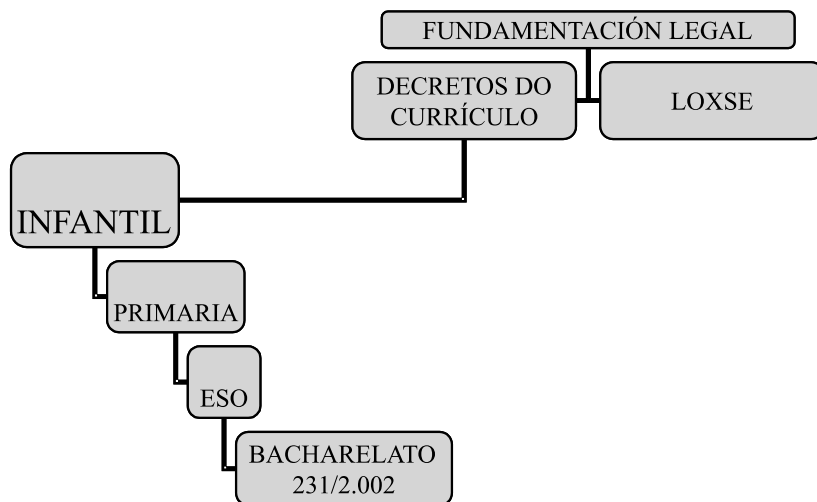 FUNDAMENTACIÓN LEGAL
DECRETOS DO
CURRÍCULO
LOXSE
INFANTIL
PRIMARIA
ESO
BACHARELATO
231/2.002